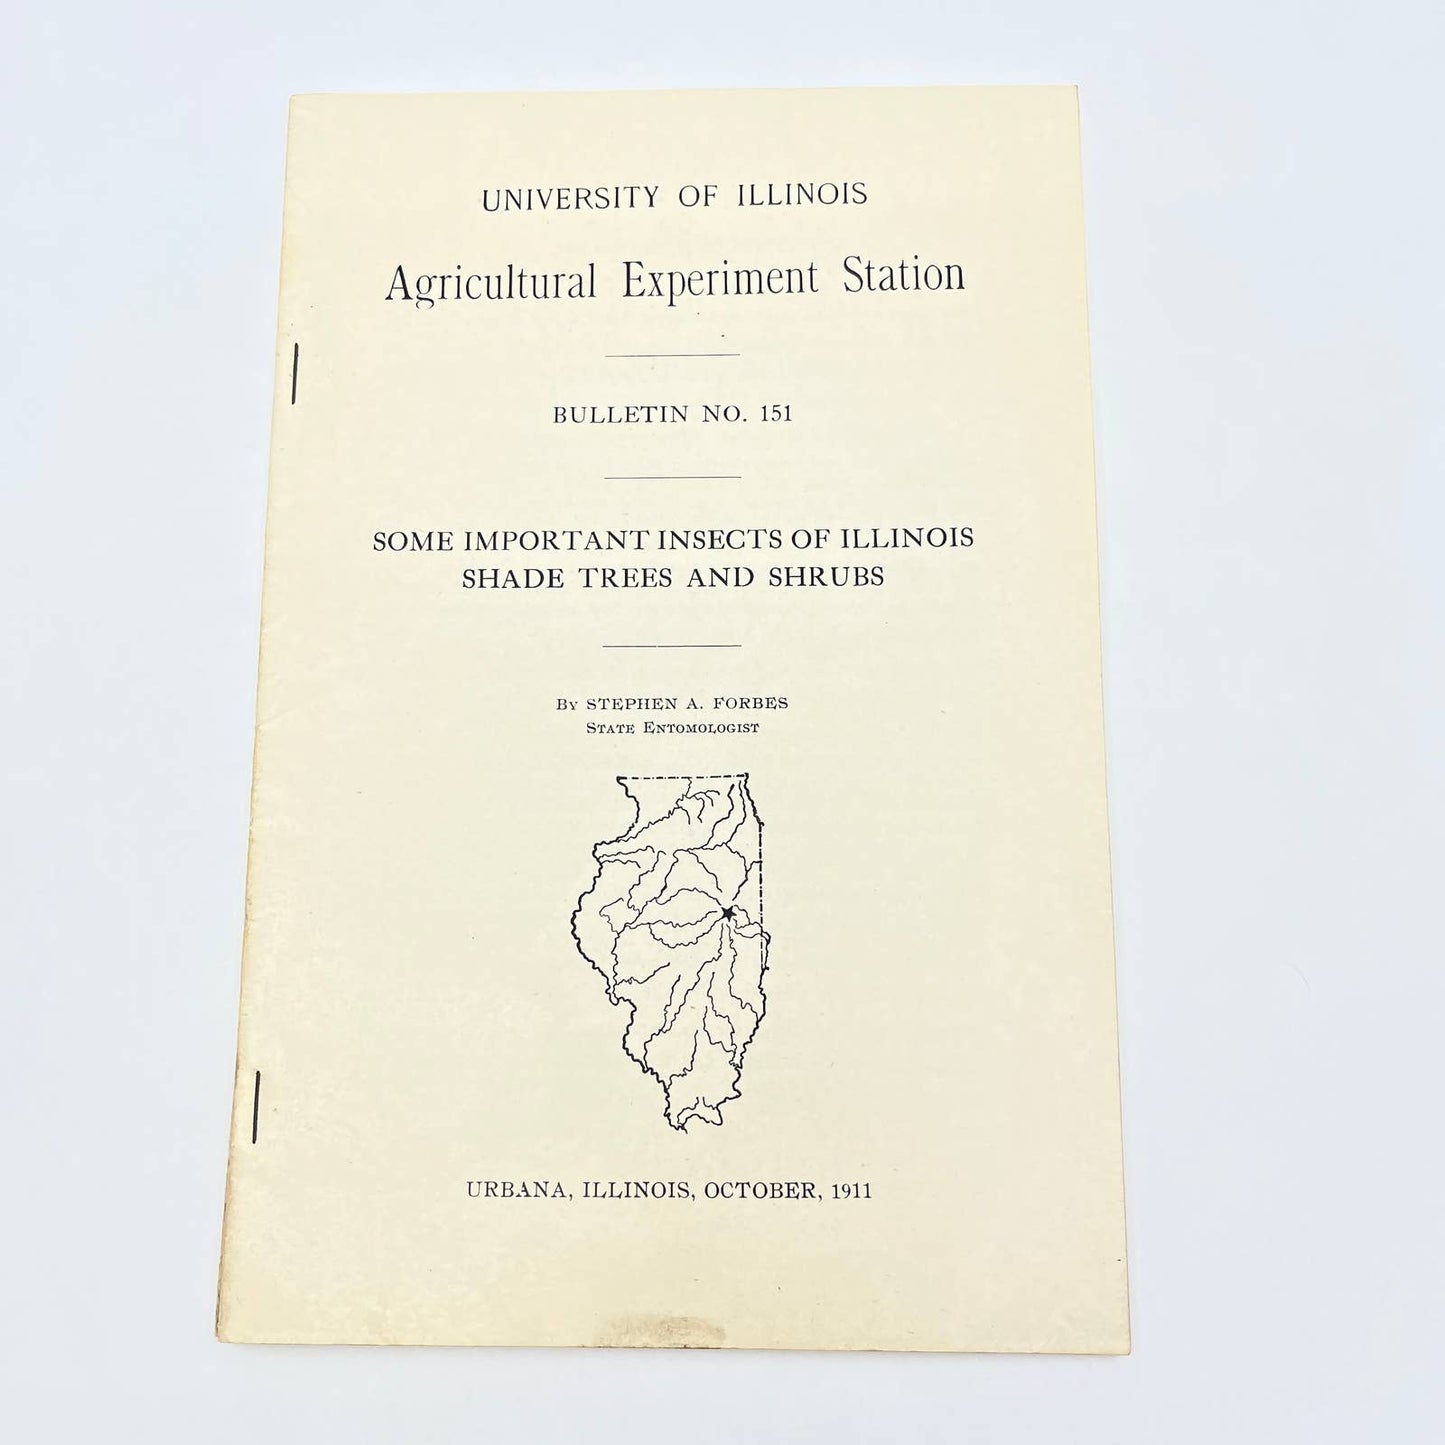 UNIVERSITY OF ILLINOIS
Agricultural Experiment Station
BULLETIN NO. 151
SOME IMPORTANT INSECTS OF ILLINOIS
SHADE TREES AND SHRUBS
BY STEPHEN A. FORBES
STATE ENTOMOLOGIST
URBANA, ILLINOIS, OCTOBER, 1911